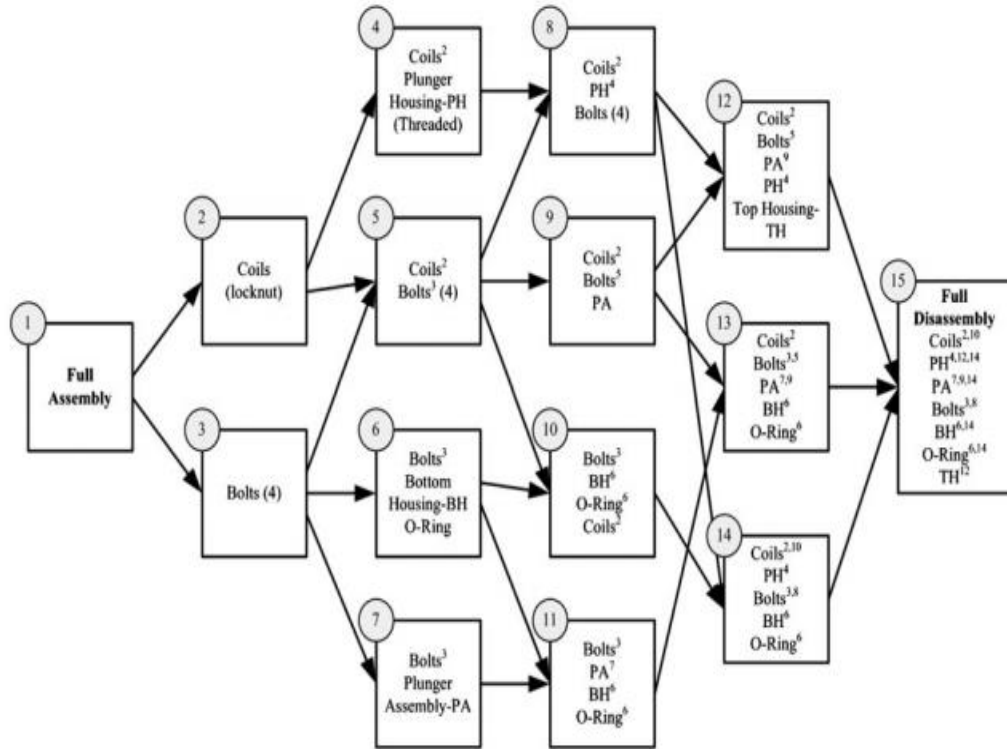 1
Full
Assembly
2
Coils
(locknut)
3
Bolts (4)
4
Coils²
Plunger
Housing-PH
(Threaded)
5
Coils²
Bolts³ (4)
6
Bolts³
Bottom
Housing-BH
O-Ring
7
Bolts³
Plunger
Assembly-PA
8
Coils²
PH⁴
Bolts (4)
9
Coils²
Bolts⁵
PA
10
Bolts³
BH⁶
O-Ring⁶
Coils²
11
Bolts³
PA⁷
BH⁶
O-Ring⁶
12
Coils²
Bolts⁵
PA⁹
PH⁴
Top Housing-
TH
13
Coils²
Bolts³,⁵
PA⁷,⁹
BH⁶
O-Ring⁶
14
Coils²,¹⁰
PH⁴
Bolts³,⁸
BH⁶
O-Ring⁶
15
Full
Disassembly
Coils²,¹⁰
PH⁴,¹²,¹⁴
PA⁷,⁹,¹⁴
Bolts³,⁸
BH⁶,¹⁴
O-Ring⁶,¹⁴
TH¹²